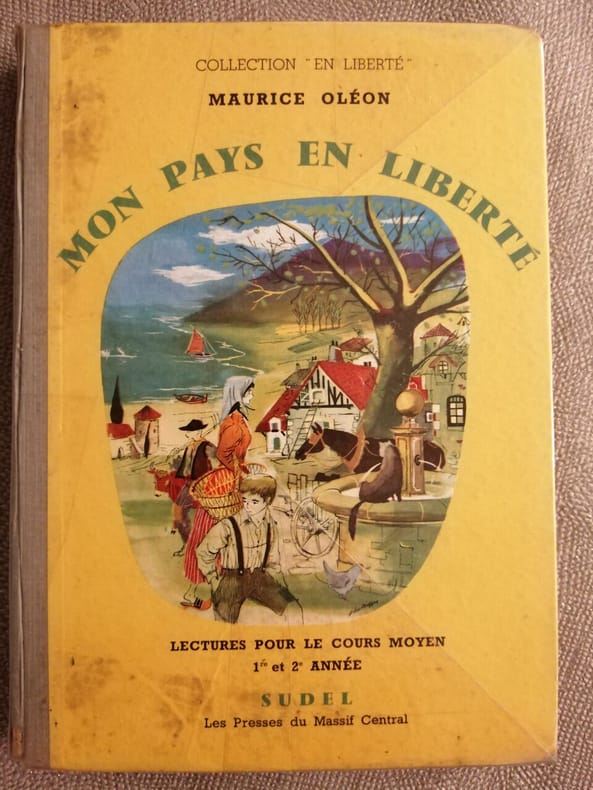 COLLECTION "EN LIBERTÉ"
MAURICE OLÉON
MON PAYS EN LIBERTÉ
LECTURES POUR LE COURS MOYEN
1re et 2e ANNÉE
SUDEL
Les Presses du Massif Central